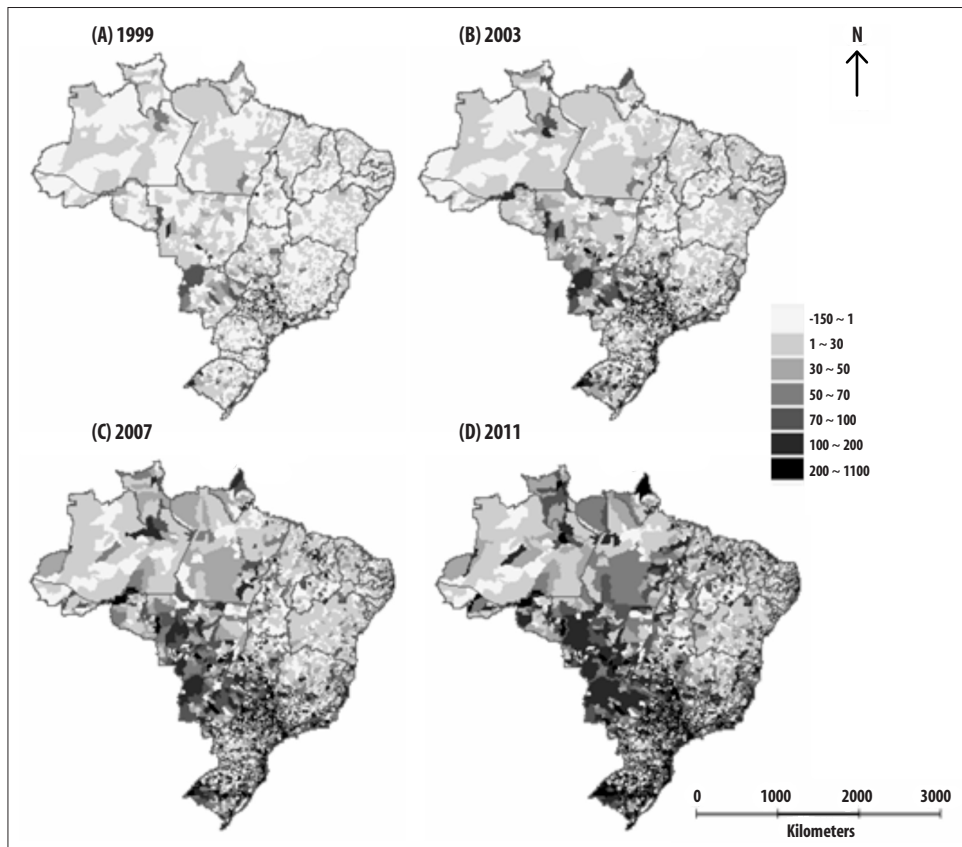 (A) 1999
(B) 2003
N
-150 ~ 1
1 ~ 30
30 ~ 50
50 ~ 70
70 ~ 100
100 ~ 200
200 ~ 1100
(C) 2007
(D) 2011
0 1000 2000 3000
Kilometers